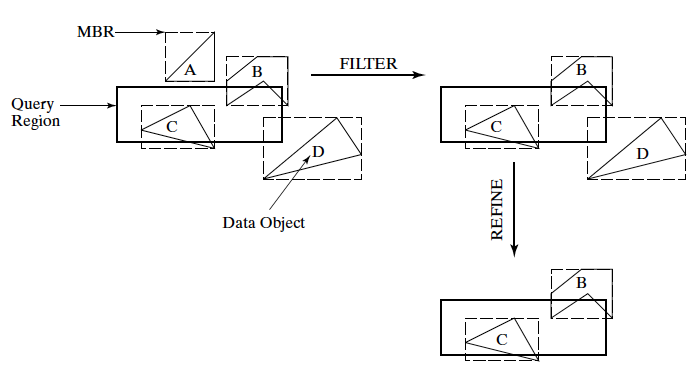 MBR
A
B
FILTER
B
Query
Region
C
C
D
D
Data Object
REFINE
B
C